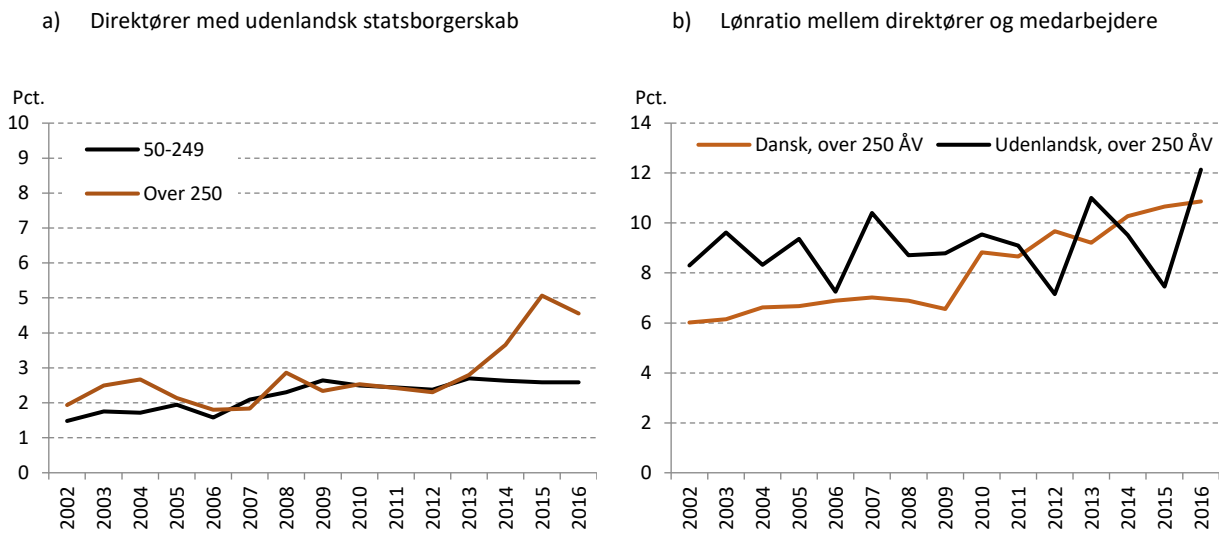 a) Direktører med udenlandsk statsborgerskab
Pct.
10
9
8
7
6
5
4
3
2
1
0
50-249
Over 250
2002 2003 2004 2005 2006 2007 2008 2009 2010 2011 2012 2013 2014 2015 2016
b) Lønratio mellem direktører og medarbejdere
Pct.
14
12
10
8
6
4
2
0
Dansk, over 250 ÅV Udenlandsk, over 250 ÅV
2002 2003 2004 2005 2006 2007 2008 2009 2010 2011 2012 2013 2014 2015 2016